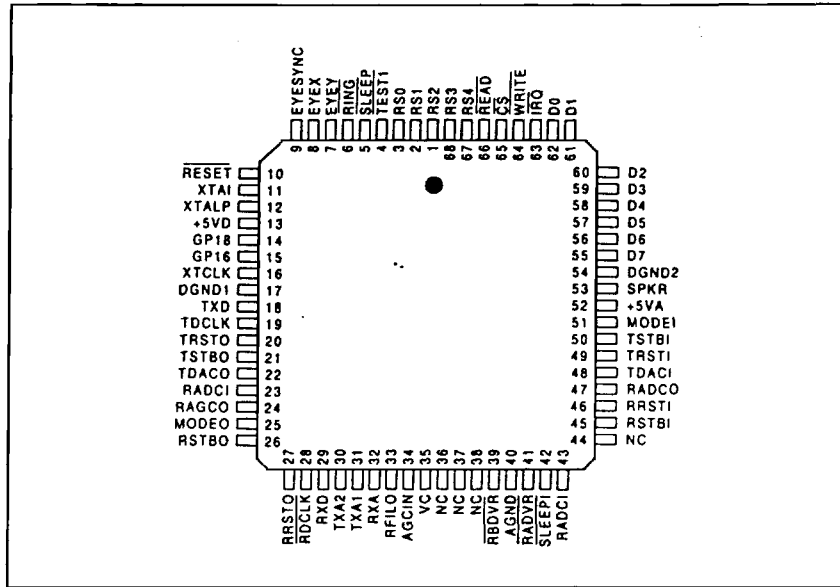 EYESYNC
EYEX
EYEY
RING
SLEEP
TEST1
RS0
RS1
RS2
RS3
RS4
READ
CS
WRITE
IRQ
D0
D1
9 8 7 6 5 4 3 2 1 68 67 66 65 64 63 62 61
RESET 10
XTAI 11
XTALP 12
+5VD 13
GP18 14
GP16 15
XTCLK 16
DGND1 17
TXD 18
TDCLK 19
TRSTO 20
TSTBO 21
TDACO 22
RADCI 23
RAGCO 24
MODEO 25
RSTBO 26
60 D2
59 D3
58 D4
57 D5
56 D6
55 D7
54 DGND2
53 SPKR
52 +5VA
51 MODEI
50 TSTBI
49 TRSTI
48 TDACI
47 RADCO
46 RRSTI
45 RSTBI
44 NC
27 28 29 30 31 32 33 34 35 36 37 38 39 40 41 42 43
RRSTO
RDCLK
RXD
TXA2
TXA1
RXA
RFILO
AGCIN
VC
NC
NC
NC
RBDVR
AGND
RADVR
SLEEPI
RADCI